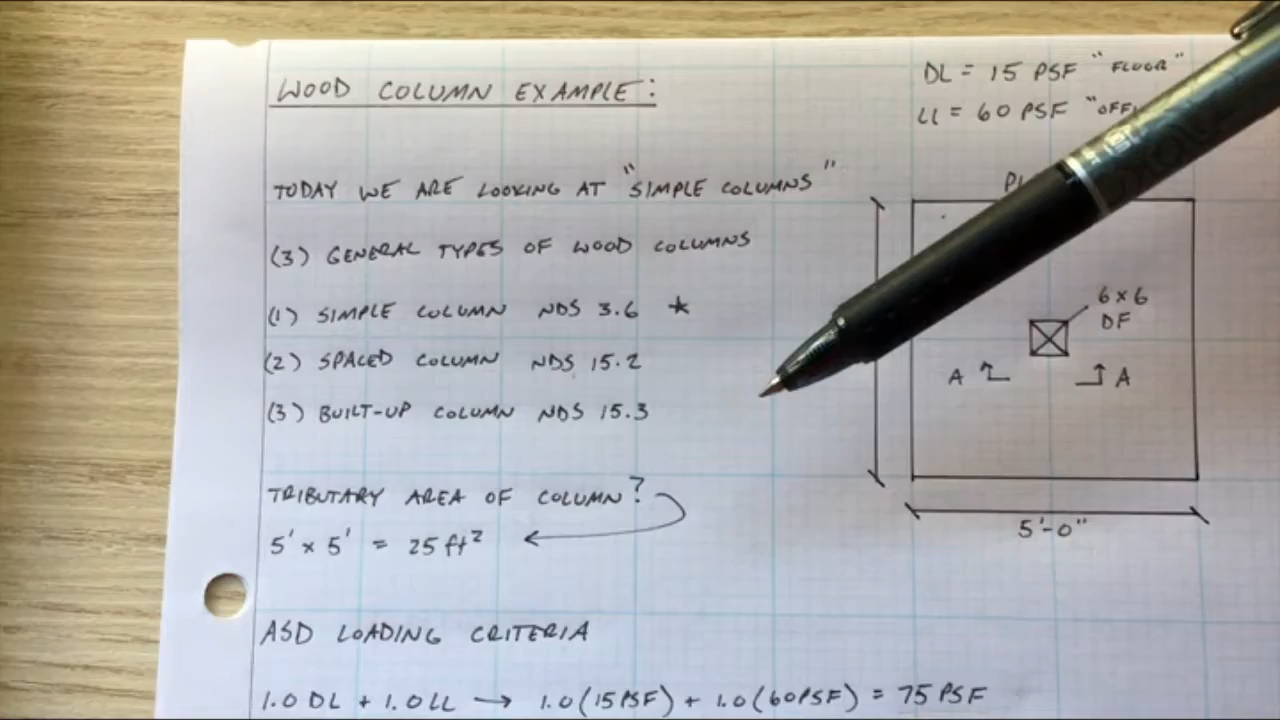 WOOD COLUMN EXAMPLE:
DL = 15 PSF "FLOOR"
LL = 60 PSF
TODAY WE ARE LOOKING AT "SIMPLE COLUMNS"
(3) GENERAL TYPES OF WOOD COLUMNS
(1) SIMPLE COLUMN NDS 3.6 ★
(2) SPACED COLUMN NDS 15.2
(3) BUILT-UP COLUMN NDS 15.3
6x6
DF
A A
5'-0"
TRIBUTARY AREA OF COLUMN?
5' x 5' = 25 ft²
ASD LOADING CRITERIA
1.0 DL + 1.0 LL → 1.0 (15 PSF) + 1.0 (60 PSF) = 75 PSF